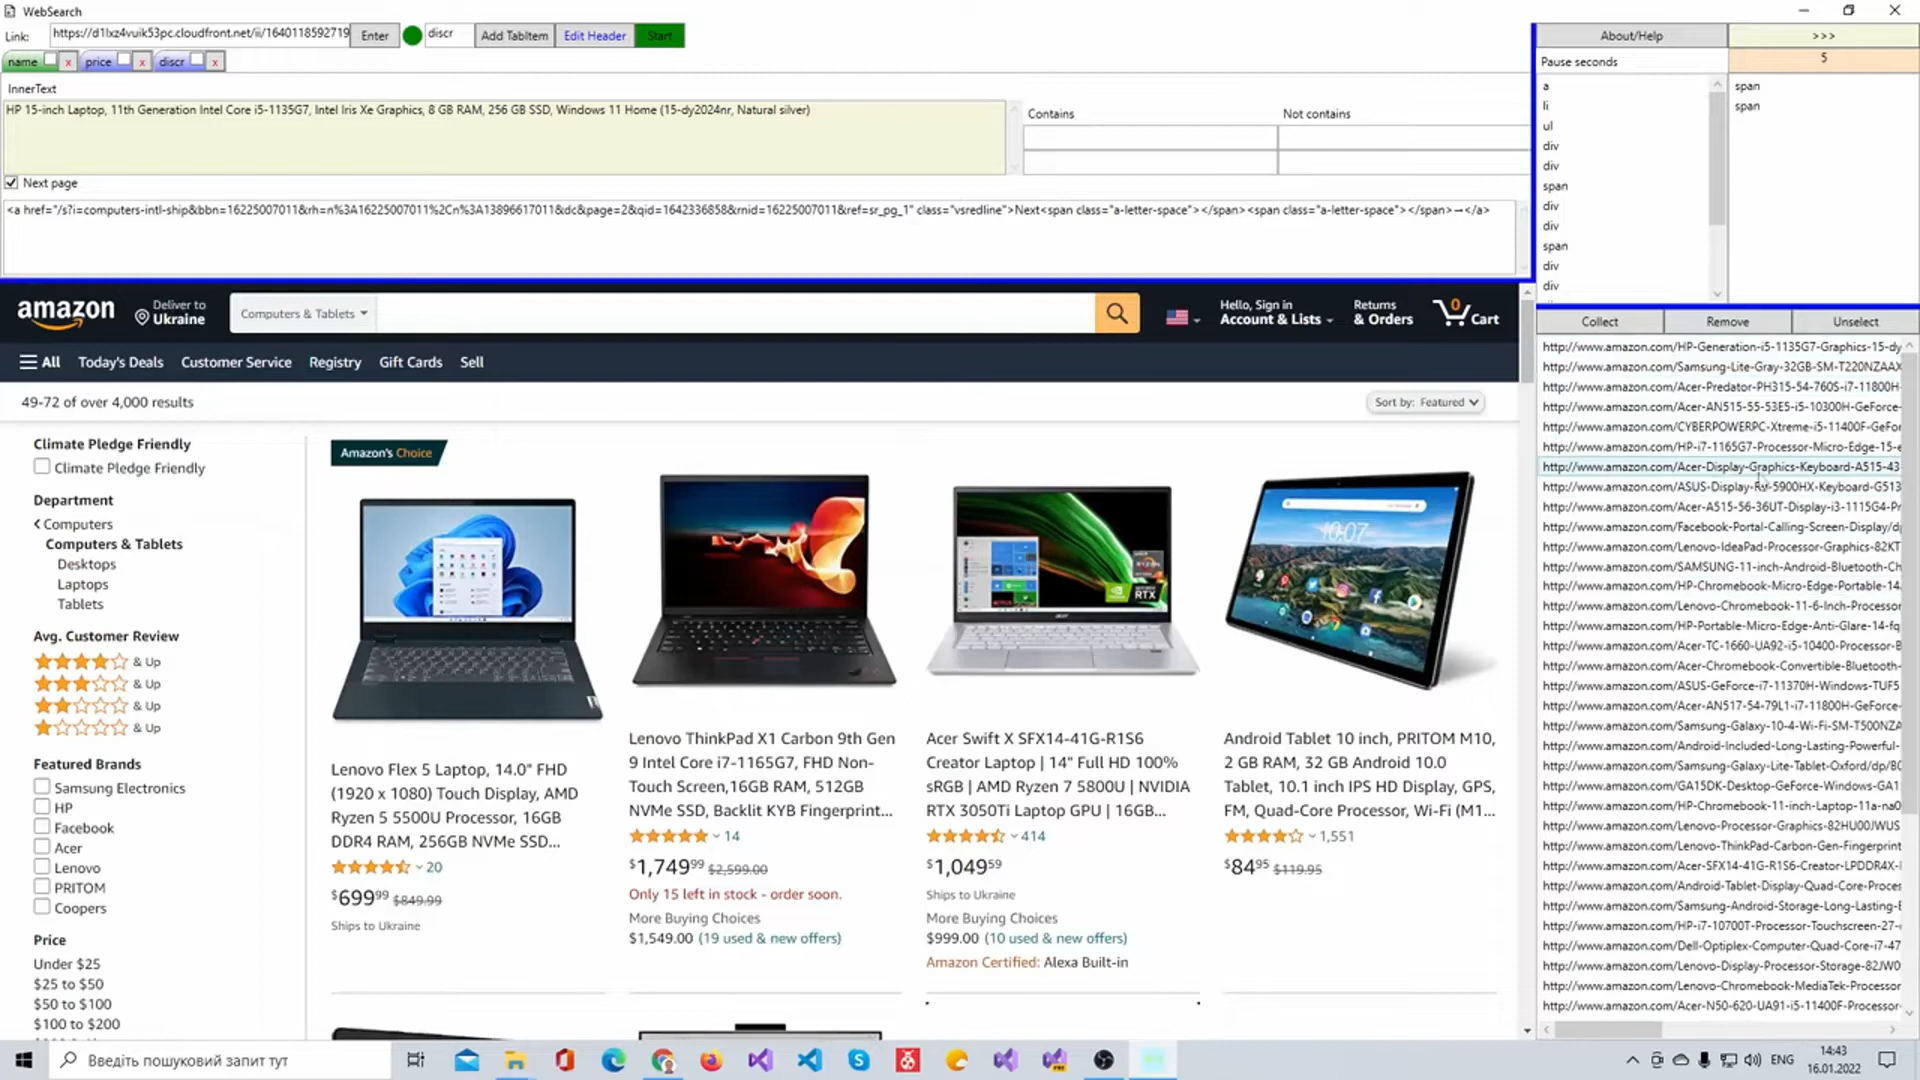 WebSearch
Link: https://d1lxz4vuik53pc.cloudfront.net/ii/1640118592719 Enter discr Add TabItem Edit Header Start
name x price x discr x
InnerText
HP 15-inch Laptop, 11th Generation Intel Core i5-1135G7, Intel Iris Xe Graphics, 8 GB RAM, 256 GB SSD, Windows 11 Home (15-dy2024nr, Natural silver)
Contains Not contains
Next page
<a href="/s?i=computers-intl-ship&bbn=16225007011&rh=n%3A16225007011%2Cn%3A13896617011&dc&page=2&qid=1642336858&rnid=16225007011&ref=sr_pg_1" class="vsredline">Next<span class="a-letter-space"></span><span class="a-letter-space"></span>→</a>
About/Help >>>
Pause seconds 5
a
li
ul
div
div
span
div
div
span
div
div
span
span
Collect Remove Unselect
http://www.amazon.com/HP-Generation-i5-1135G7-Graphics-15-dy
http://www.amazon.com/Samsung-Lite-Gray-32GB-SM-T220NZAAX
http://www.amazon.com/Acer-Predator-PH315-54-760S-i7-11800H-
http://www.amazon.com/Acer-AN515-55-53E5-i5-10300H-GeForce-
http://www.amazon.com/CYBERPOWERPC-Xtreme-i5-11400F-GeFor
http://www.amazon.com/HP-i7-1165G7-Processor-Micro-Edge-15-e
http://www.amazon.com/Acer-Display-Graphics-Keyboard-A515-43
http://www.amazon.com/ASUS-Display-R9-5900HX-Keyboard-G513
http://www.amazon.com/Acer-A515-56-36UT-Display-i3-1115G4-Pr
http://www.amazon.com/Facebook-Portal-Calling-Screen-Display/d
http://www.amazon.com/Lenovo-IdeaPad-Processor-Graphics-82KT
http://www.amazon.com/SAMSUNG-11-inch-Android-Bluetooth-Ch
http://www.amazon.com/HP-Chromebook-Micro-Edge-Portable-14
http://www.amazon.com/Lenovo-Chromebook-11-6-Inch-Processor
http://www.amazon.com/HP-Portable-Micro-Edge-Anti-Glare-14-fq
http://www.amazon.com/Acer-TC-1660-UA92-i5-10400-Processor-B
http://www.amazon.com/Acer-Chromebook-Convertible-Bluetooth-
http://www.amazon.com/ASUS-GeForce-i7-11370H-Windows-TUF5
http://www.amazon.com/Acer-AN517-54-79L1-i7-11800H-GeForce-
http://www.amazon.com/Samsung-Galaxy-10-4-Wi-Fi-SM-T500NZA
http://www.amazon.com/Android-Included-Long-Lasting-Powerful-
http://www.amazon.com/Samsung-Galaxy-Lite-Tablet-Oxford/dp/B0
http://www.amazon.com/GA15DK-Desktop-GeForce-Windows-GA1
http://www.amazon.com/HP-Chromebook-11-inch-Laptop-11a-na0
http://www.amazon.com/Lenovo-Processor-Graphics-82HU00JWUS
http://www.amazon.com/Lenovo-ThinkPad-Carbon-Gen-Fingerprint
http://www.amazon.com/Acer-SFX14-41G-R1S6-Creator-LPDDR4X-
http://www.amazon.com/Android-Tablet-Display-Quad-Core-Proces
http://www.amazon.com/Samsung-Android-Storage-Long-Lasting-
http://www.amazon.com/HP-i7-10700T-Processor-Touchscreen-27-
http://www.amazon.com/Dell-Optiplex-Computer-Quad-Core-i7-47
http://www.amazon.com/Lenovo-Display-Processor-Storage-82JW0
http://www.amazon.com/Lenovo-Chromebook-MediaTek-Processor
http://www.amazon.com/Acer-N50-620-UA91-i5-11400F-Processor-
amazon Deliver to Ukraine Computers & Tablets Hello, Sign in Account & Lists Returns & Orders 0 Cart
All Today's Deals Customer Service Registry Gift Cards Sell
49-72 of over 4,000 results Sort by: Featured
Climate Pledge Friendly
Climate Pledge Friendly
Department
Computers
Computers & Tablets
Desktops
Laptops
Tablets
Avg. Customer Review
& Up
& Up
& Up
& Up
Featured Brands
Samsung Electronics
HP
Facebook
Acer
Lenovo
PRITOM
Coopers
Price
Under $25
$25 to $50
$50 to $100
$100 to $200
Amazon's Choice
Lenovo Flex 5 Laptop, 14.0" FHD
(1920 x 1080) Touch Display, AMD
Ryzen 5 5500U Processor, 16GB
DDR4 RAM, 256GB NVMe SSD...
20
$699.99 $849.99
Ships to Ukraine
Lenovo ThinkPad X1 Carbon 9th Gen
9 Intel Core i7-1165G7, FHD Non-
Touch Screen,16GB RAM, 512GB
NVMe SSD, Backlit KYB Fingerprint...
14
$1,749.99 $2,599.00
Only 15 left in stock - order soon.
More Buying Choices
$1,549.00 (19 used & new offers)
RYZEN
RTX
Acer Swift X SFX14-41G-R1S6
Creator Laptop | 14" Full HD 100%
sRGB | AMD Ryzen 7 5800U | NVIDIA
RTX 3050Ti Laptop GPU | 16GB...
414
$1,049.59
Ships to Ukraine
More Buying Choices
$999.00 (10 used & new offers)
Amazon Certified: Alexa Built-in
10:07
Android Tablet 10 inch, PRITOM M10,
2 GB RAM, 32 GB Android 10.0
Tablet, 10.1 inch IPS HD Display, GPS,
FM, Quad-Core Processor, Wi-Fi (M1...
1,551
$84.95 $119.95
Введіть пошуковий запит тут
ENG
14:43
16.01.2022